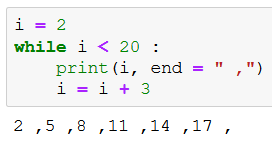 i = 2
while i < 20 :
    print(i, end = " ,")
    i = i + 3
2 ,5 ,8 ,11 ,14 ,17 ,